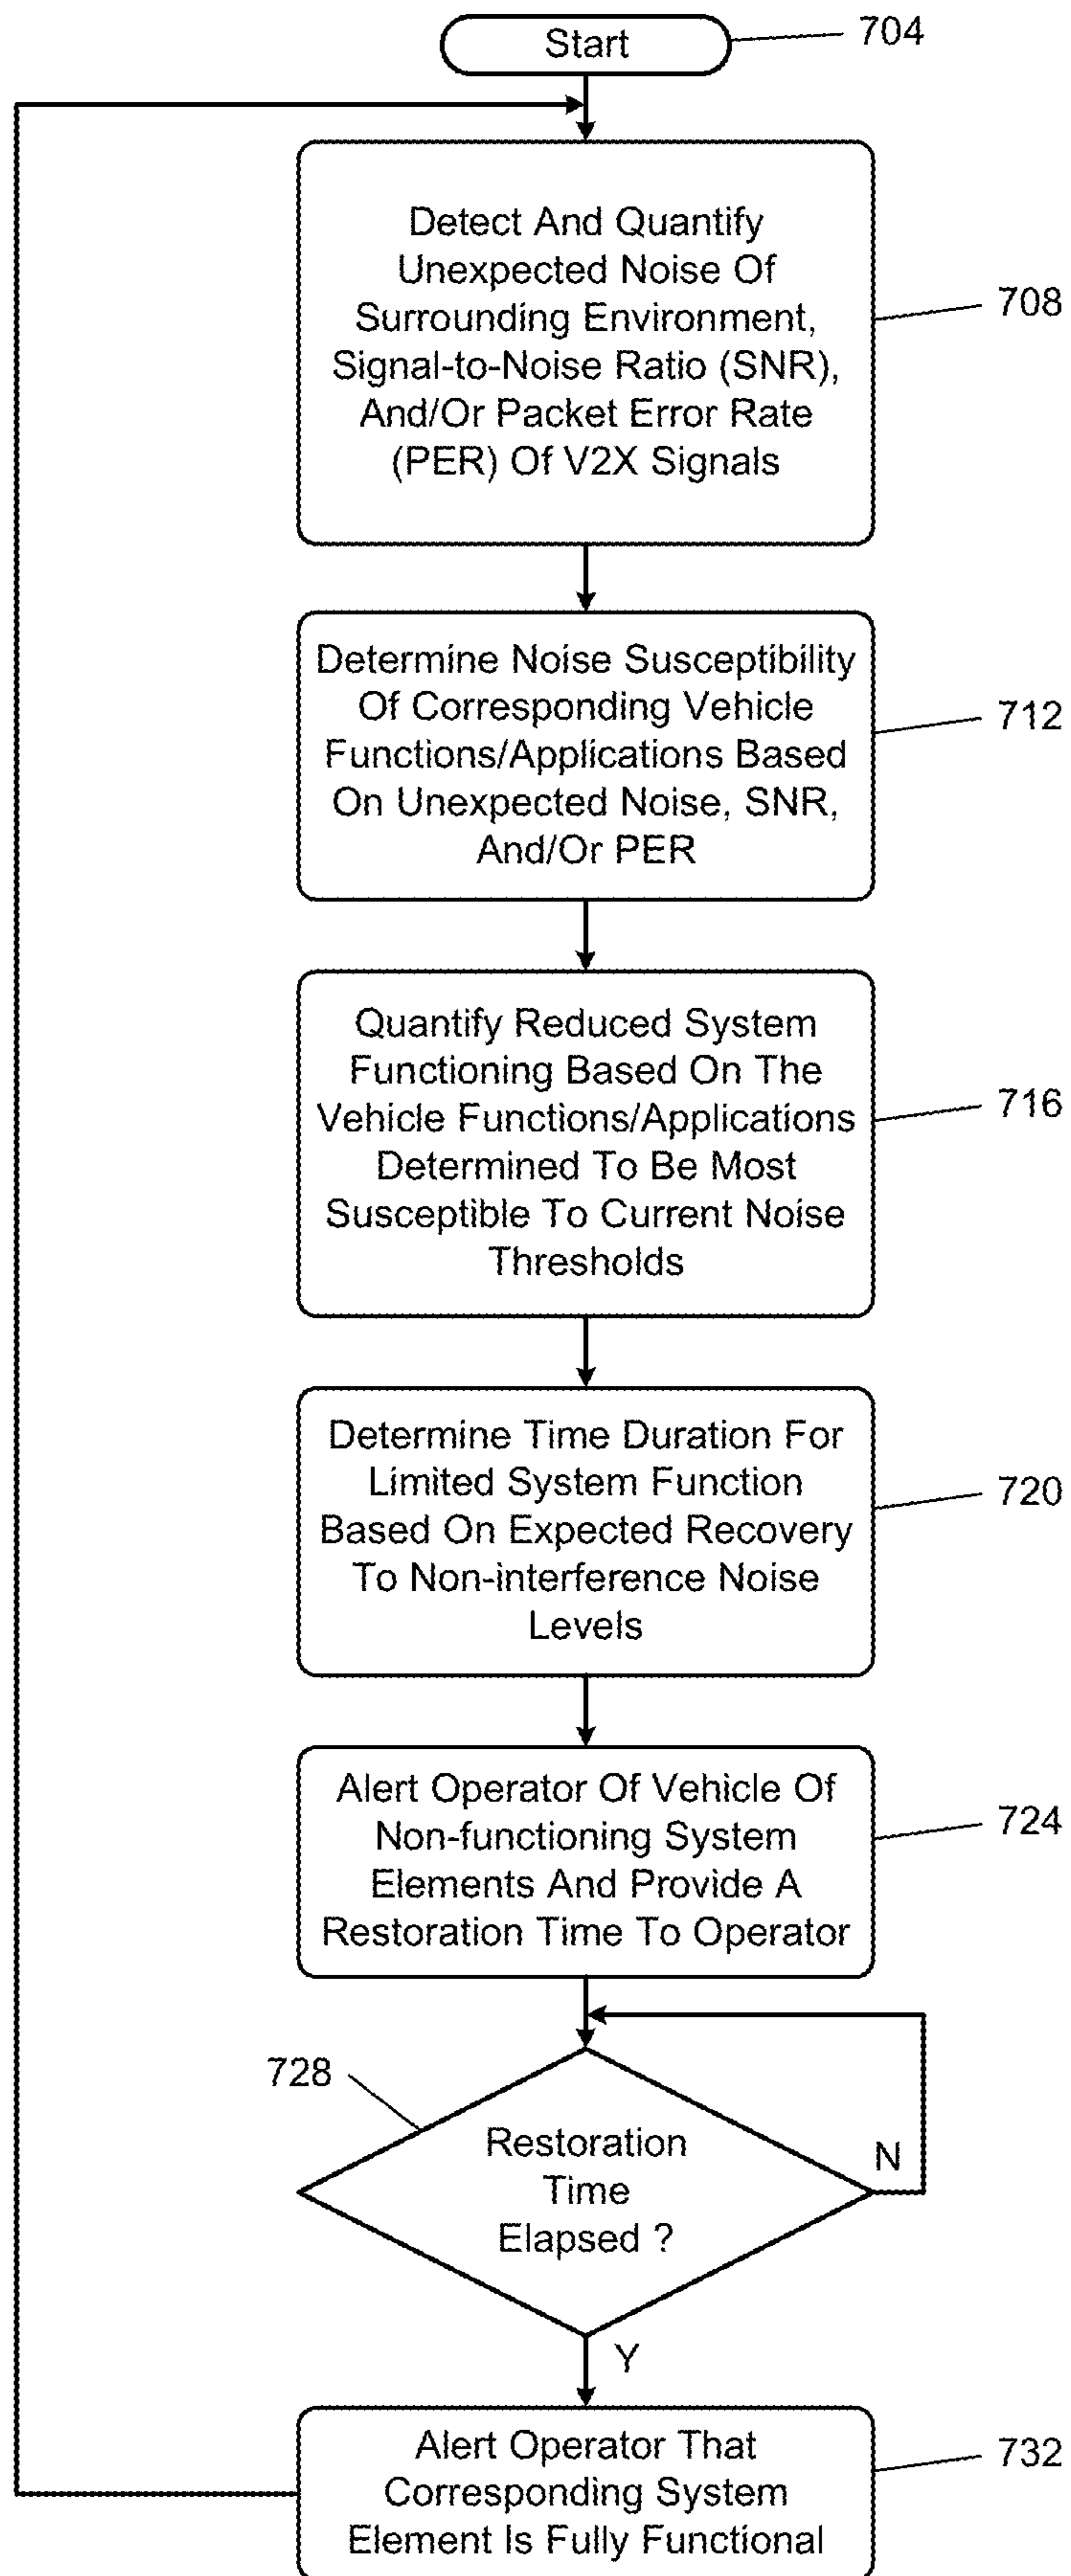 Start
704
Detect And Quantify
Unexpected Noise Of
Surrounding Environment,
Signal-to-Noise Ratio (SNR),
And/Or Packet Error Rate
(PER) Of V2X Signals
708
Determine Noise Susceptibility
Of Corresponding Vehicle
Functions/Applications Based
On Unexpected Noise, SNR,
And/Or PER
712
Quantify Reduced System
Functioning Based On The
Vehicle Functions/Applications
Determined To Be Most
Susceptible To Current Noise
Thresholds
716
Determine Time Duration For
Limited System Function
Based On Expected Recovery
To Non-interference Noise
Levels
720
Alert Operator Of Vehicle Of
Non-functioning System
Elements And Provide A
Restoration Time To Operator
724
728
Restoration
Time
Elapsed ?
N
Y
Alert Operator That
Corresponding System
Element Is Fully Functional
732